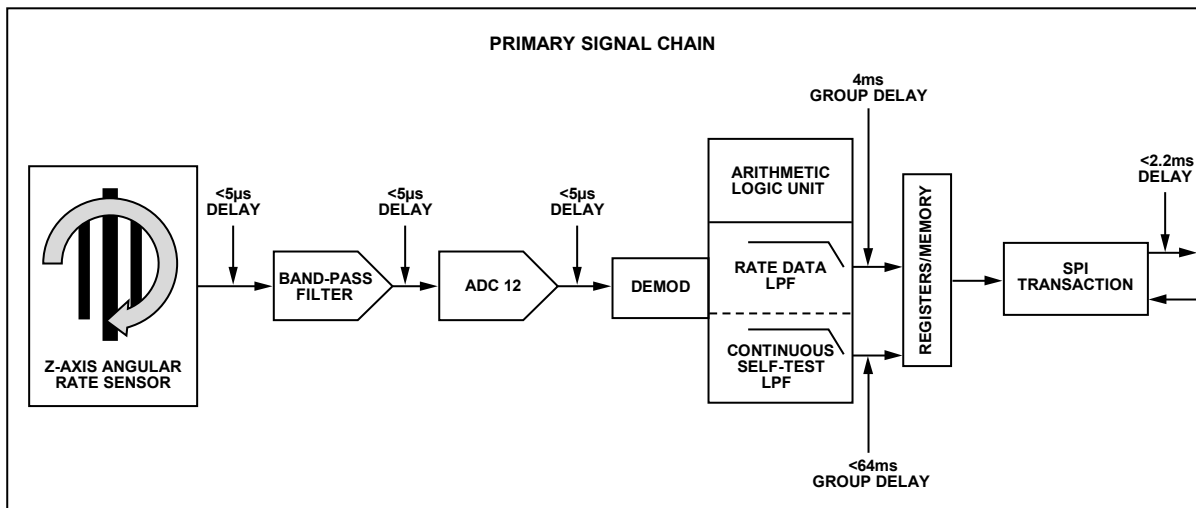 PRIMARY SIGNAL CHAIN
4ms
GROUP DELAY
<5µs
DELAY
<5µs
DELAY
<5µs
DELAY
ARITHMETIC
LOGIC UNIT
<2.2ms
DELAY
Z-AXIS ANGULAR
RATE SENSOR
BAND-PASS
FILTER
ADC 12
DEMOD
RATE DATA
LPF
CONTINUOUS
SELF-TEST
LPF
REGISTERS/MEMORY
SPI
TRANSACTION
<64ms
GROUP DELAY